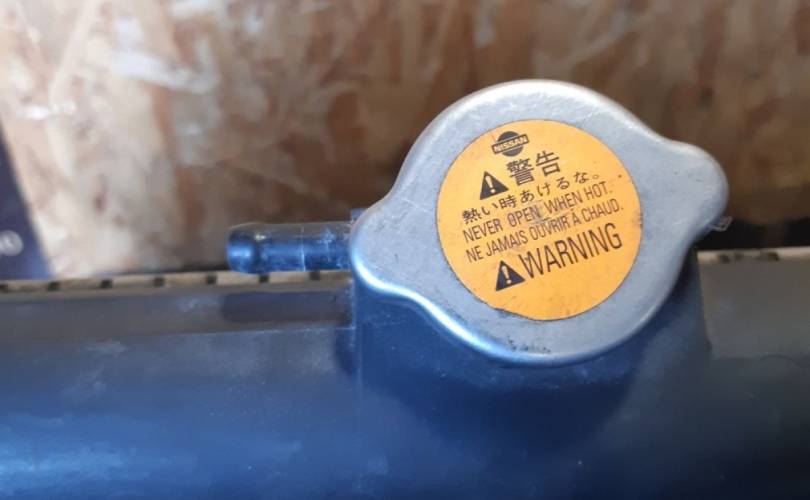 NISSAN
警告
熱い時あけるな。
NEVER OPEN WHEN HOT.
NE JAMAIS OUVRIR À CHAUD.
WARNING